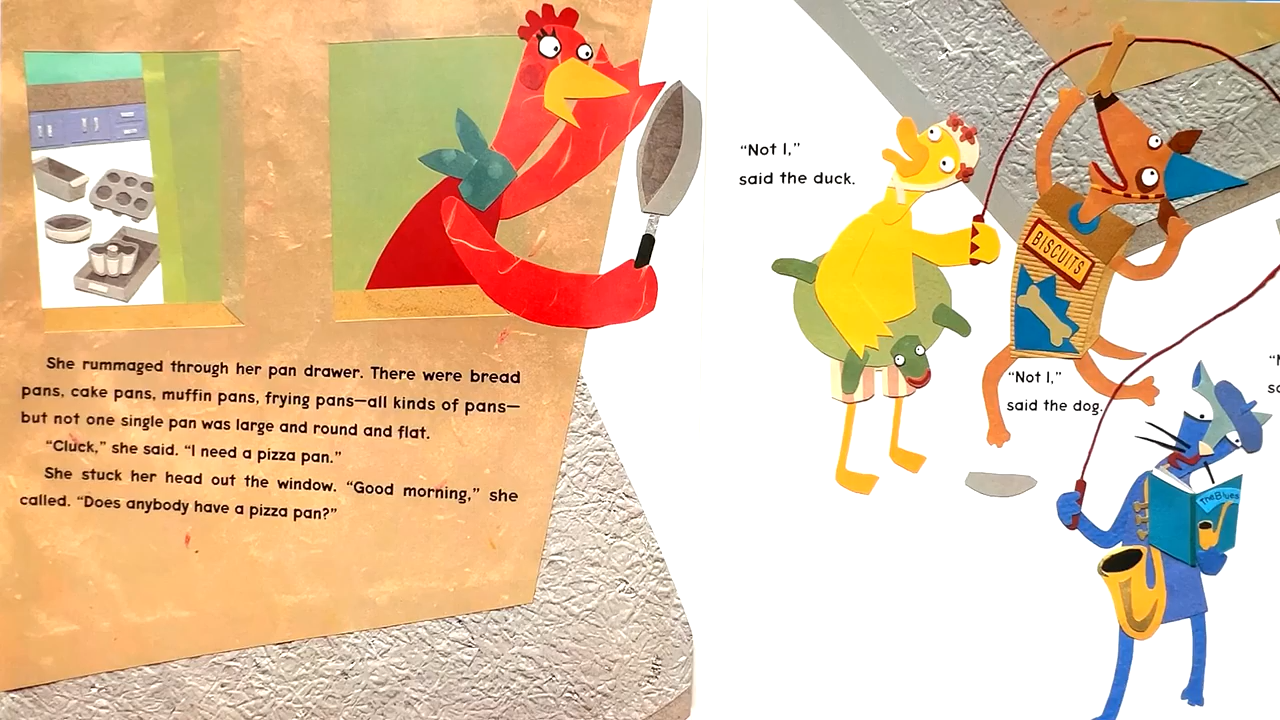 She rummaged through her pan drawer. There were bread
pans, cake pans, muffin pans, frying pans—all kinds of pans—
but not one single pan was large and round and flat.
“Cluck,” she said. “I need a pizza pan.”
She stuck her head out the window. “Good morning,” she
called. “Does anybody have a pizza pan?”
“Not I,”
said the duck.
BISCUITS
“Not I,”
said the dog.
The Blues